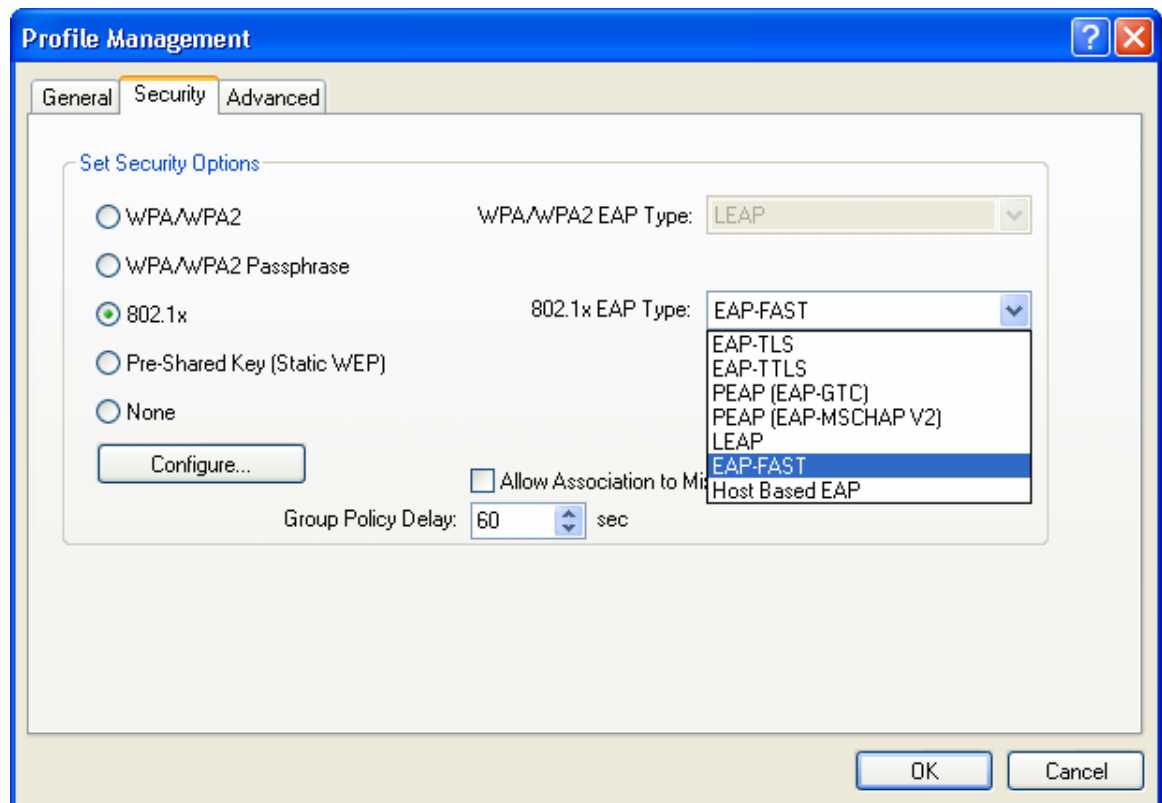 Profile Management
General Security Advanced
Set Security Options
WPA/WPA2 WPA/WPA2 EAP Type: LEAP
WPA/WPA2 Passphrase
802.1x 802.1x EAP Type: EAP-FAST
EAP-TLS
EAP-TTLS
Pre-Shared Key (Static WEP)
PEAP (EAP-GTC)
None
PEAP (EAP-MSCHAP V2)
LEAP
Configure...
EAP-FAST
Allow Association to
Host Based EAP
Group Policy Delay: 60 sec
OK Cancel